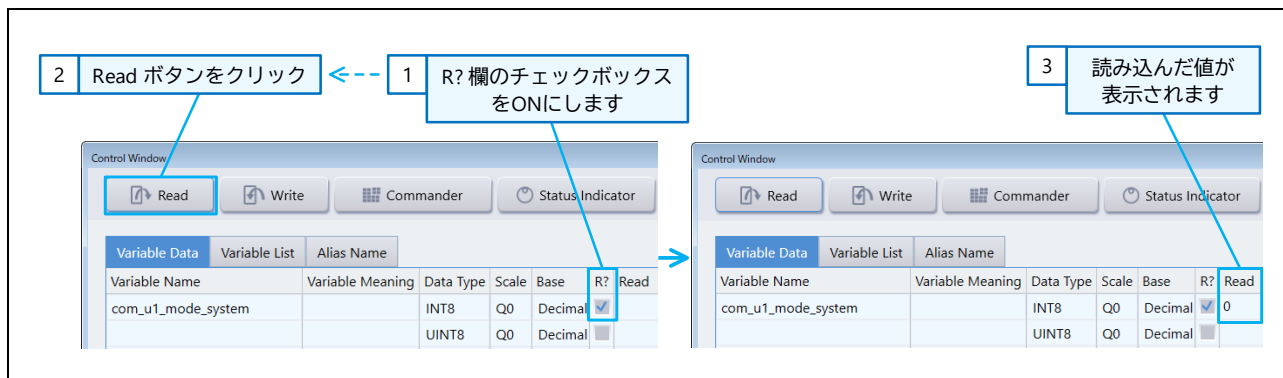 2 Read ボタンをクリック
1 R? 欄のチェックボックス
をONにします
3 読み込んだ値が
表示されます
Control Window
Read Write Commander Status Indicator
Variable Data Variable List Alias Name
Variable Name Variable Meaning Data Type Scale Base R? Read
com_u1_mode_system INT8 Q0 Decimal
UINT8 Q0 Decimal
Control Window
Read Write Commander Status Indicator
Variable Data Variable List Alias Name
Variable Name Variable Meaning Data Type Scale Base R? Read
com_u1_mode_system INT8 Q0 Decimal 0
UINT8 Q0 Decimal